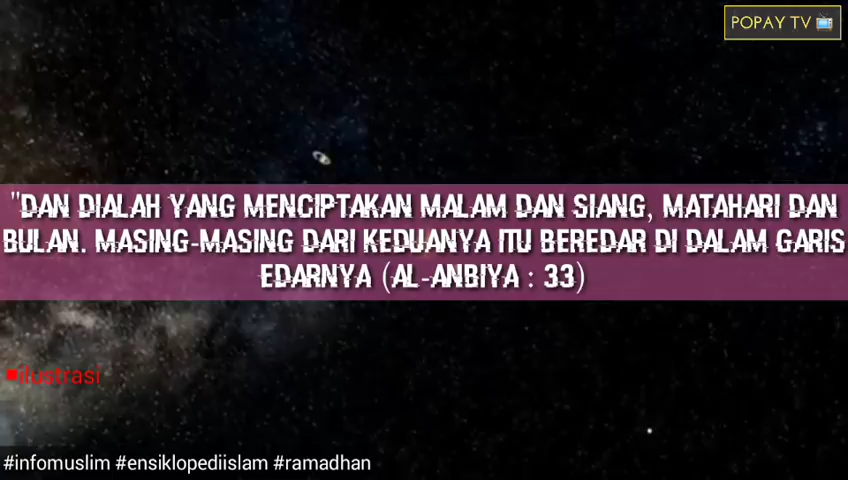 POPAY TV 📺
"DAN DIALAH YANG MENCIPTAKAN MALAM DAN SIANG, MATAHARI DAN
BULAN. MASING-MASING DARI KEDUANYA ITU BEREDAR DI DALAM GARIS
EDARNYA (AL-ANBIYA : 33)
ilustrasi
#infomuslim #ensiklopediislam #ramadhan